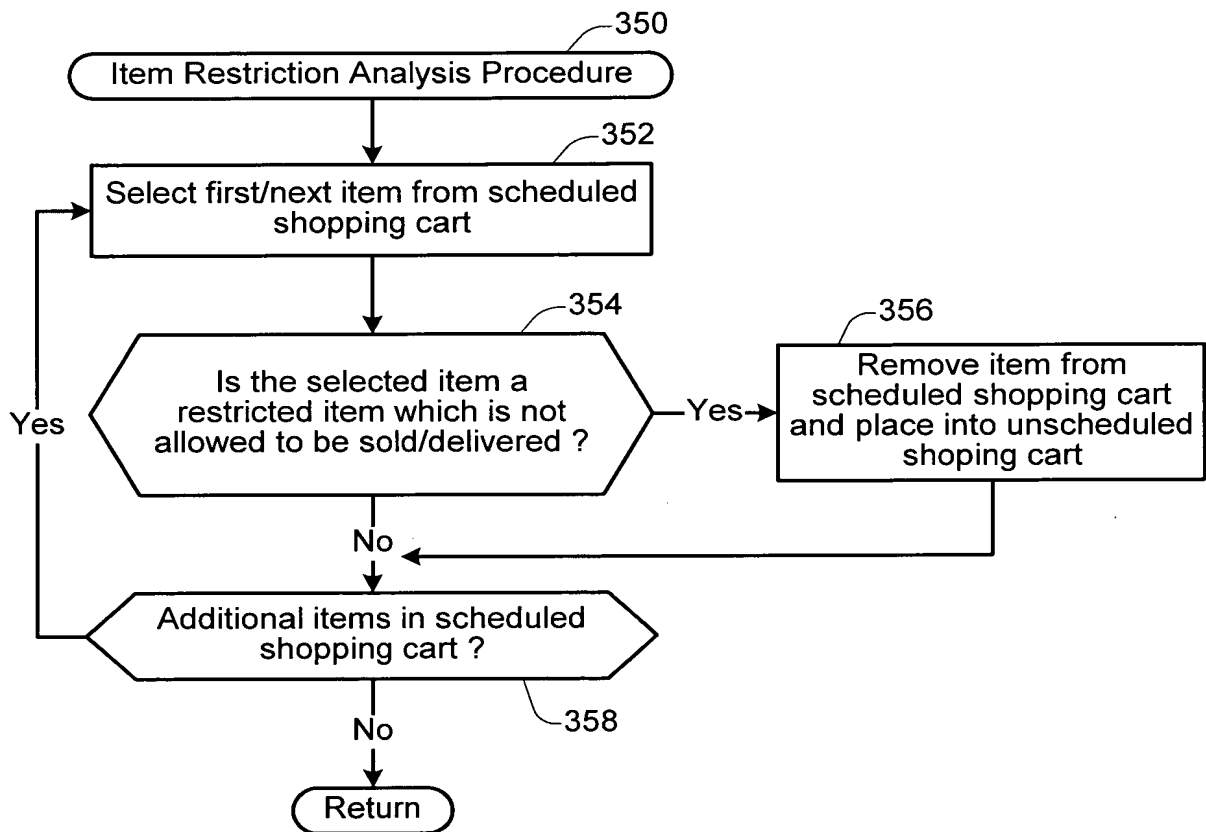 350
Item Restriction Analysis Procedure
352
Select first/next item from scheduled
shopping cart
354
Is the selected item a
restricted item which is not
allowed to be sold/delivered ?
Yes
356
Remove item from
scheduled shopping cart
and place into unscheduled
shoping cart
Yes
No
Additional items in scheduled
shopping cart ?
358
No
Return